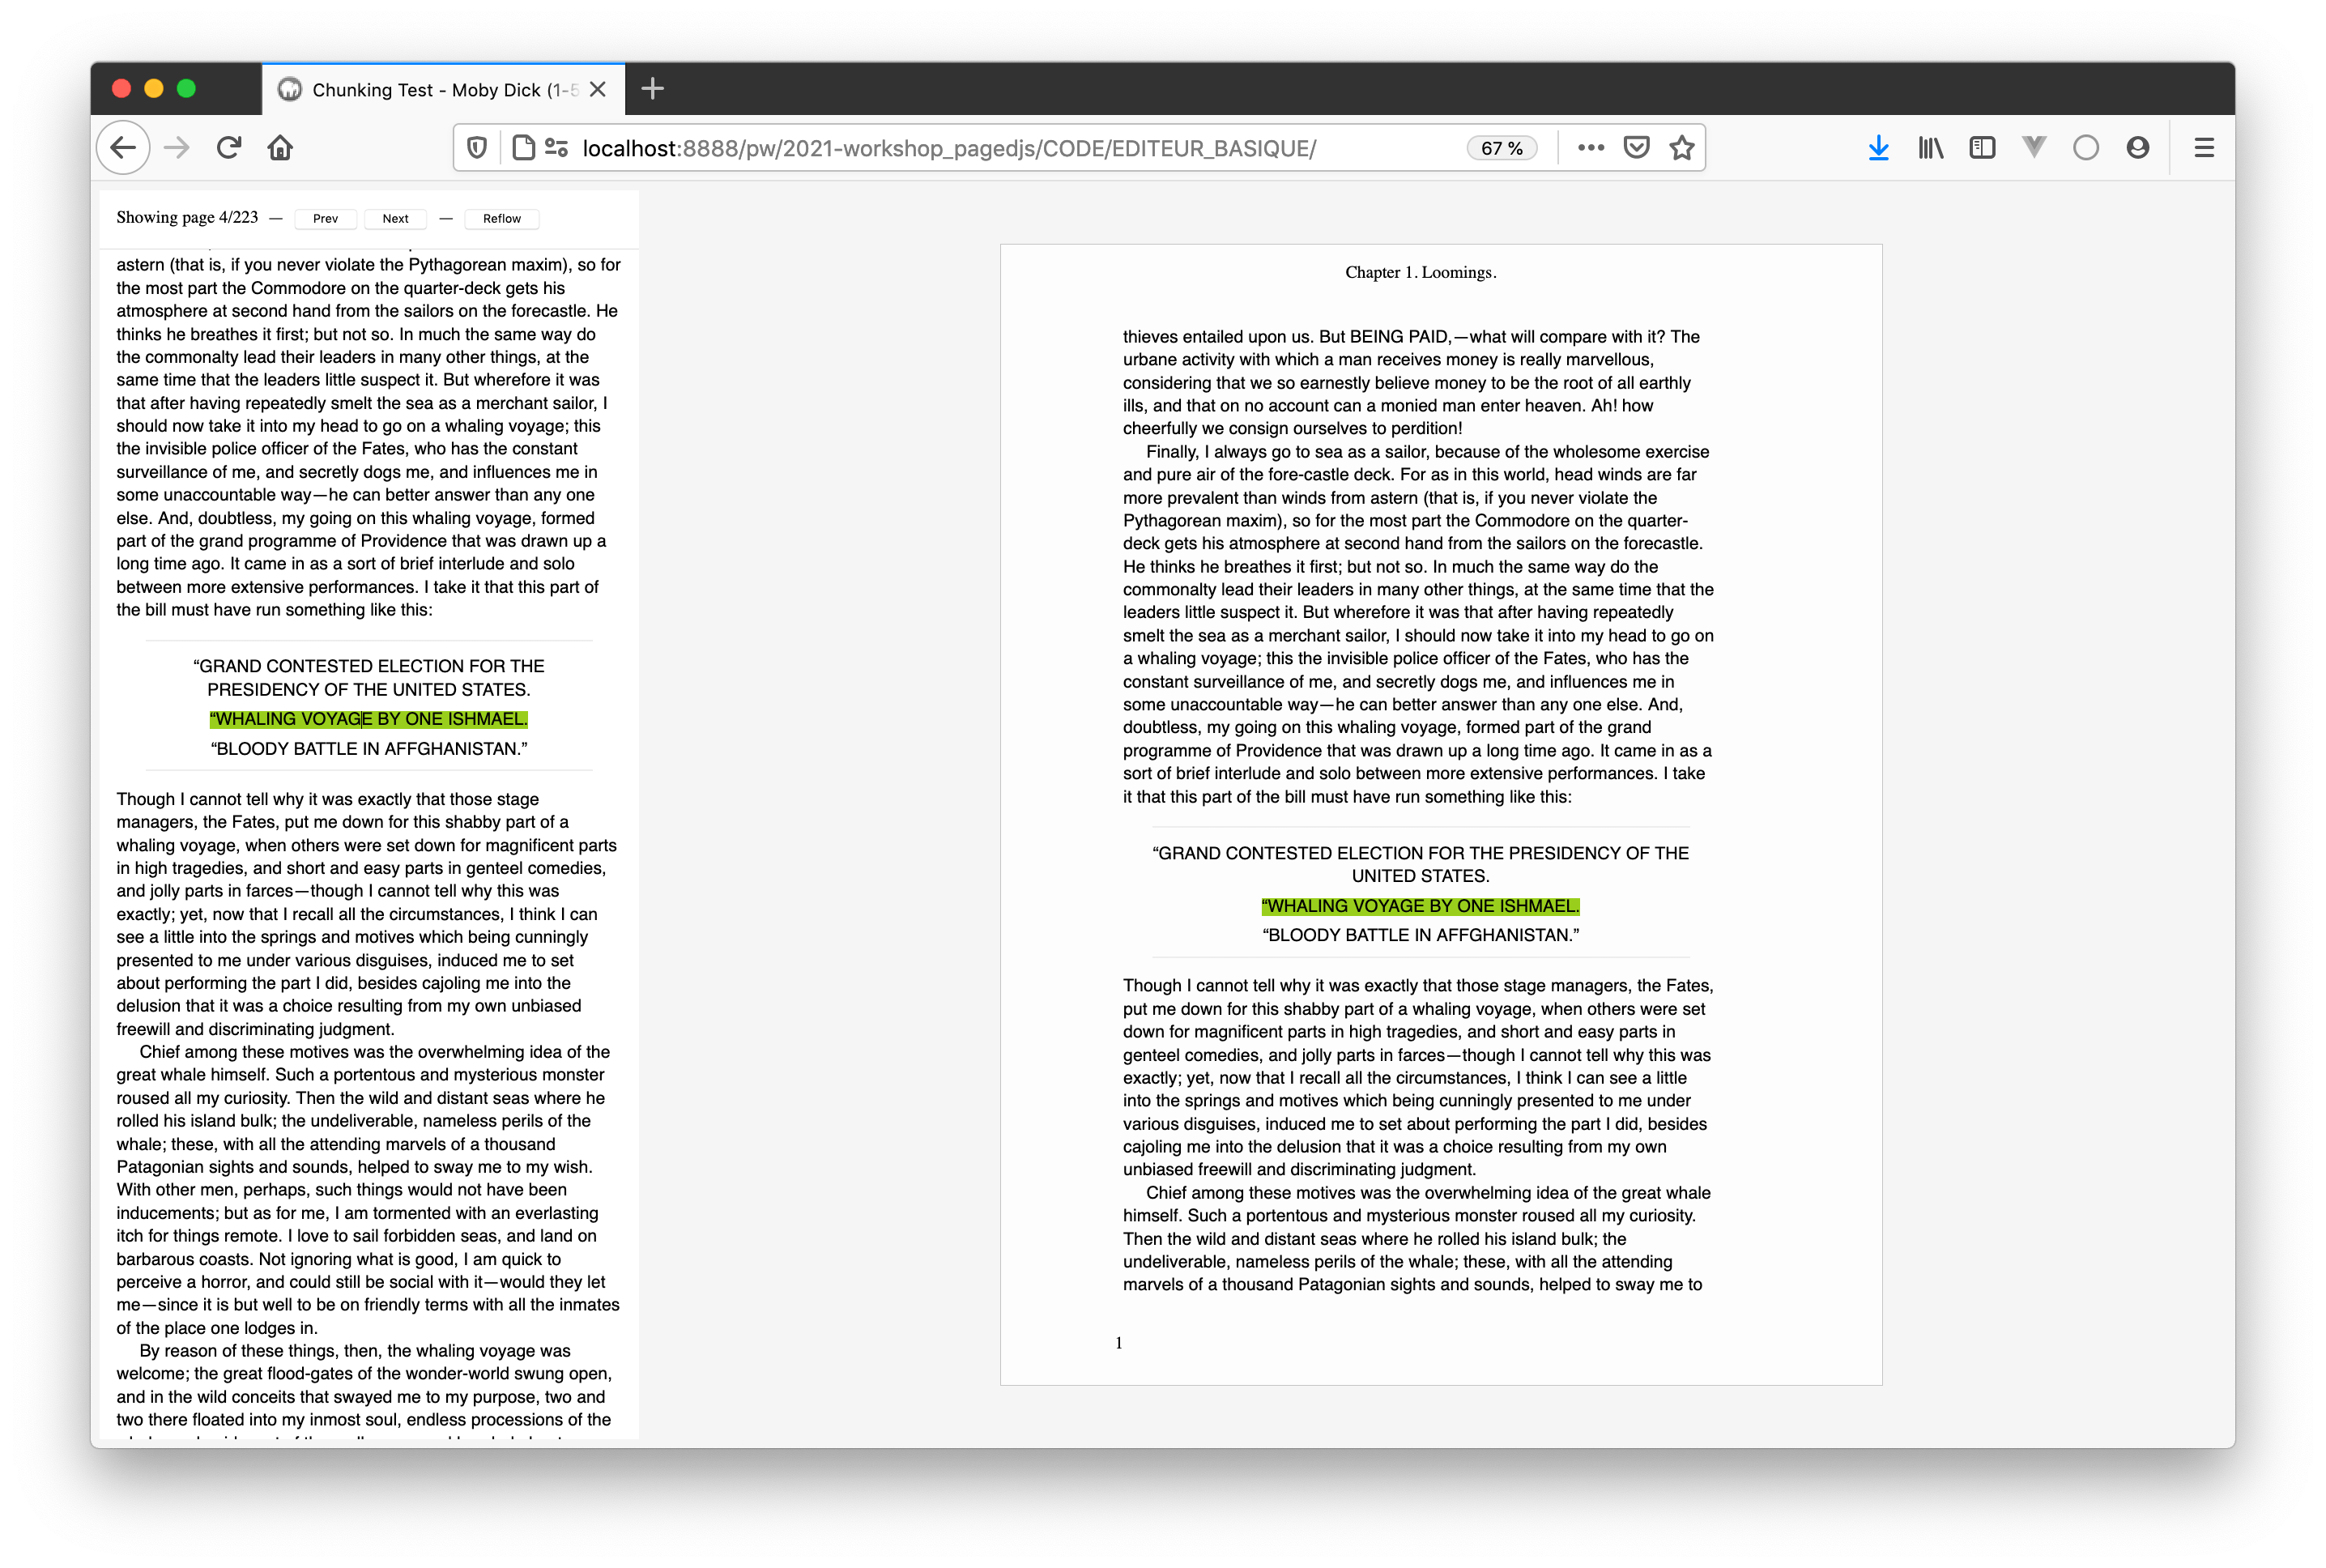 Chunking Test - Moby Dick (1-5
localhost:8888/pw/2021-workshop_pagedjs/CODE/EDITEUR_BASIQUE/
67 %
Showing page 4/223 — Prev Next — Reflow
astern (that is, if you never violate the Pythagorean maxim), so for
the most part the Commodore on the quarter-deck gets his
atmosphere at second hand from the sailors on the forecastle. He
thinks he breathes it first; but not so. In much the same way do
the commonalty lead their leaders in many other things, at the
same time that the leaders little suspect it. But wherefore it was
that after having repeatedly smelt the sea as a merchant sailor, I
should now take it into my head to go on a whaling voyage; this
the invisible police officer of the Fates, who has the constant
surveillance of me, and secretly dogs me, and influences me in
some unaccountable way—he can better answer than any one
else. And, doubtless, my going on this whaling voyage, formed
part of the grand programme of Providence that was drawn up a
long time ago. It came in as a sort of brief interlude and solo
between more extensive performances. I take it that this part of
the bill must have run something like this:
“GRAND CONTESTED ELECTION FOR THE
PRESIDENCY OF THE UNITED STATES.
“WHALING VOYAGE BY ONE ISHMAEL.
“BLOODY BATTLE IN AFFGHANISTAN.”
Though I cannot tell why it was exactly that those stage
managers, the Fates, put me down for this shabby part of a
whaling voyage, when others were set down for magnificent parts
in high tragedies, and short and easy parts in genteel comedies,
and jolly parts in farces—though I cannot tell why this was
exactly; yet, now that I recall all the circumstances, I think I can
see a little into the springs and motives which being cunningly
presented to me under various disguises, induced me to set
about performing the part I did, besides cajoling me into the
delusion that it was a choice resulting from my own unbiased
freewill and discriminating judgment.
Chief among these motives was the overwhelming idea of the
great whale himself. Such a portentous and mysterious monster
roused all my curiosity. Then the wild and distant seas where he
rolled his island bulk; the undeliverable, nameless perils of the
whale; these, with all the attending marvels of a thousand
Patagonian sights and sounds, helped to sway me to my wish.
With other men, perhaps, such things would not have been
inducements; but as for me, I am tormented with an everlasting
itch for things remote. I love to sail forbidden seas, and land on
barbarous coasts. Not ignoring what is good, I am quick to
perceive a horror, and could still be social with it—would they let
me—since it is but well to be on friendly terms with all the inmates
of the place one lodges in.
By reason of these things, then, the whaling voyage was
welcome; the great flood-gates of the wonder-world swung open,
and in the wild conceits that swayed me to my purpose, two and
two there floated into my inmost soul, endless processions of the
Chapter 1. Loomings.
thieves entailed upon us. But BEING PAID,—what will compare with it? The
urbane activity with which a man receives money is really marvellous,
considering that we so earnestly believe money to be the root of all earthly
ills, and that on no account can a monied man enter heaven. Ah! how
cheerfully we consign ourselves to perdition!
Finally, I always go to sea as a sailor, because of the wholesome exercise
and pure air of the fore-castle deck. For as in this world, head winds are far
more prevalent than winds from astern (that is, if you never violate the
Pythagorean maxim), so for the most part the Commodore on the quarter-
deck gets his atmosphere at second hand from the sailors on the forecastle.
He thinks he breathes it first; but not so. In much the same way do the
commonalty lead their leaders in many other things, at the same time that the
leaders little suspect it. But wherefore it was that after having repeatedly
smelt the sea as a merchant sailor, I should now take it into my head to go on
a whaling voyage; this the invisible police officer of the Fates, who has the
constant surveillance of me, and secretly dogs me, and influences me in
some unaccountable way—he can better answer than any one else. And,
doubtless, my going on this whaling voyage, formed part of the grand
programme of Providence that was drawn up a long time ago. It came in as a
sort of brief interlude and solo between more extensive performances. I take
it that this part of the bill must have run something like this:
“GRAND CONTESTED ELECTION FOR THE PRESIDENCY OF THE
UNITED STATES.
“WHALING VOYAGE BY ONE ISHMAEL.
“BLOODY BATTLE IN AFFGHANISTAN.”
Though I cannot tell why it was exactly that those stage managers, the Fates,
put me down for this shabby part of a whaling voyage, when others were set
down for magnificent parts in high tragedies, and short and easy parts in
genteel comedies, and jolly parts in farces—though I cannot tell why this was
exactly; yet, now that I recall all the circumstances, I think I can see a little
into the springs and motives which being cunningly presented to me under
various disguises, induced me to set about performing the part I did, besides
cajoling me into the delusion that it was a choice resulting from my own
unbiased freewill and discriminating judgment.
Chief among these motives was the overwhelming idea of the great whale
himself. Such a portentous and mysterious monster roused all my curiosity.
Then the wild and distant seas where he rolled his island bulk; the
undeliverable, nameless perils of the whale; these, with all the attending
marvels of a thousand Patagonian sights and sounds, helped to sway me to
1